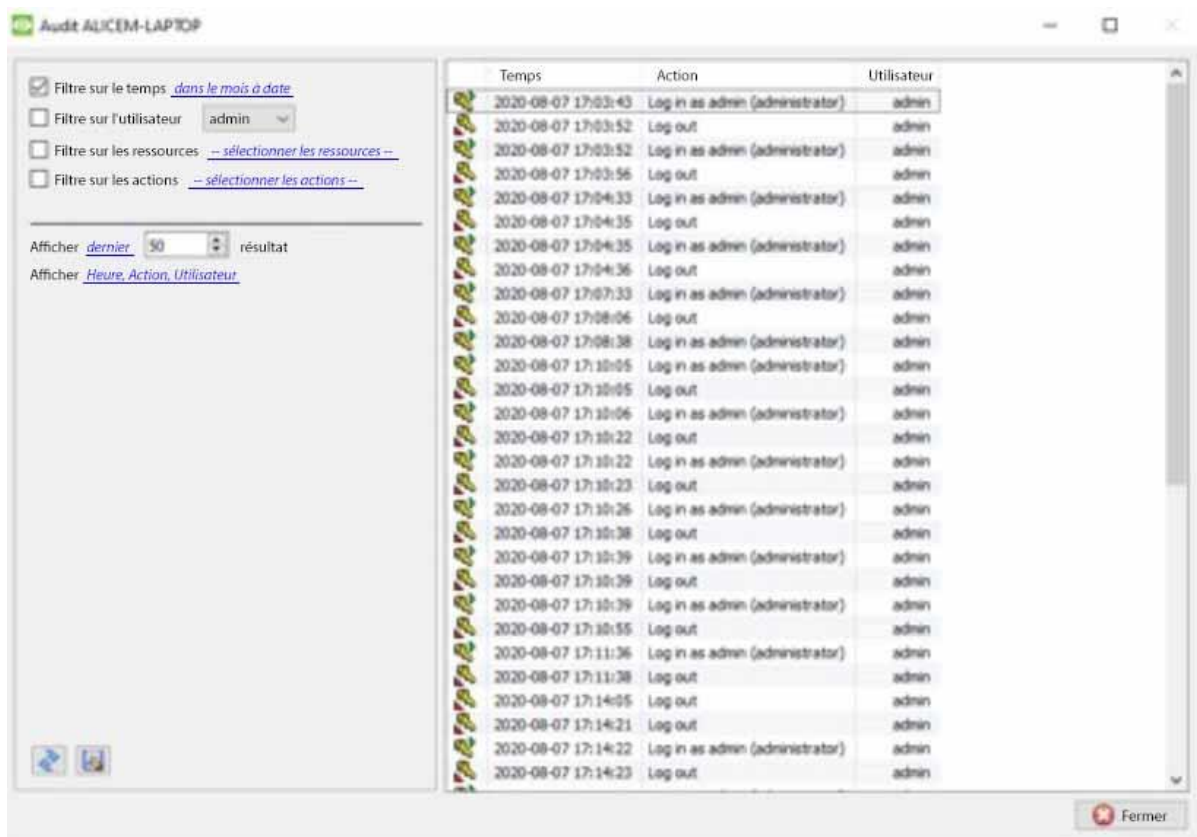 Audit ALICEM-LAPTOP
Filtre sur le temps dans le mois à date
Filtre sur l'utilisateur admin
Filtre sur les ressources -- sélectionner les ressources --
Filtre sur les actions -- sélectionner les actions --
Afficher dernier 50 résultat
Afficher Heure, Action, Utilisateur
Temps Action Utilisateur
2020-08-07 17:03:43 Log in as admin (administrator) admin
2020-08-07 17:03:52 Log out admin
2020-08-07 17:03:52 Log in as admin (administrator) admin
2020-08-07 17:03:56 Log out admin
2020-08-07 17:04:33 Log in as admin (administrator) admin
2020-08-07 17:04:35 Log out admin
2020-08-07 17:04:35 Log in as admin (administrator) admin
2020-08-07 17:04:36 Log out admin
2020-08-07 17:07:33 Log in as admin (administrator) admin
2020-08-07 17:08:06 Log out admin
2020-08-07 17:08:38 Log in as admin (administrator) admin
2020-08-07 17:10:05 Log in as admin (administrator) admin
2020-08-07 17:10:05 Log out admin
2020-08-07 17:10:06 Log in as admin (administrator) admin
2020-08-07 17:10:22 Log out admin
2020-08-07 17:10:22 Log in as admin (administrator) admin
2020-08-07 17:10:23 Log out admin
2020-08-07 17:10:26 Log in as admin (administrator) admin
2020-08-07 17:10:38 Log out admin
2020-08-07 17:10:39 Log in as admin (administrator) admin
2020-08-07 17:10:39 Log out admin
2020-08-07 17:10:39 Log in as admin (administrator) admin
2020-08-07 17:10:55 Log out admin
2020-08-07 17:11:36 Log in as admin (administrator) admin
2020-08-07 17:11:38 Log out admin
2020-08-07 17:14:05 Log out admin
2020-08-07 17:14:21 Log out admin
2020-08-07 17:14:22 Log in as admin (administrator) admin
2020-08-07 17:14:23 Log out admin
Fermer